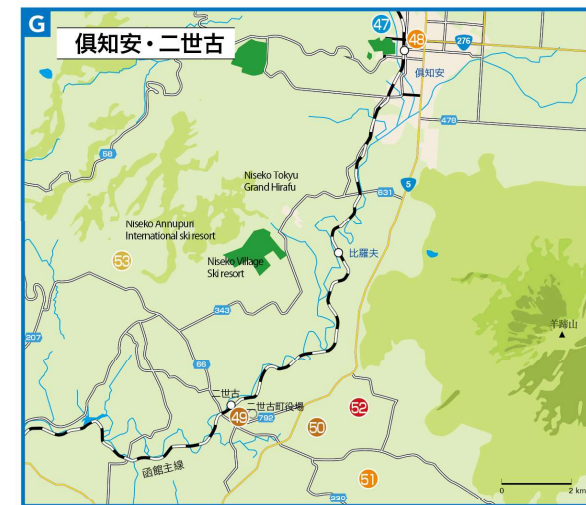 G
俱知安・二世古
47
48
276
俱知安
478
58
Niseko Tokyu
Grand Hirafu
631
5
Niseko Annupuri
International ski resort
53
Niseko Village
Ski resort
比羅夫
羊蹄山
343
207
66
二世古
二世古町役場
49
792
50
52
函館主線
51
0
2 km